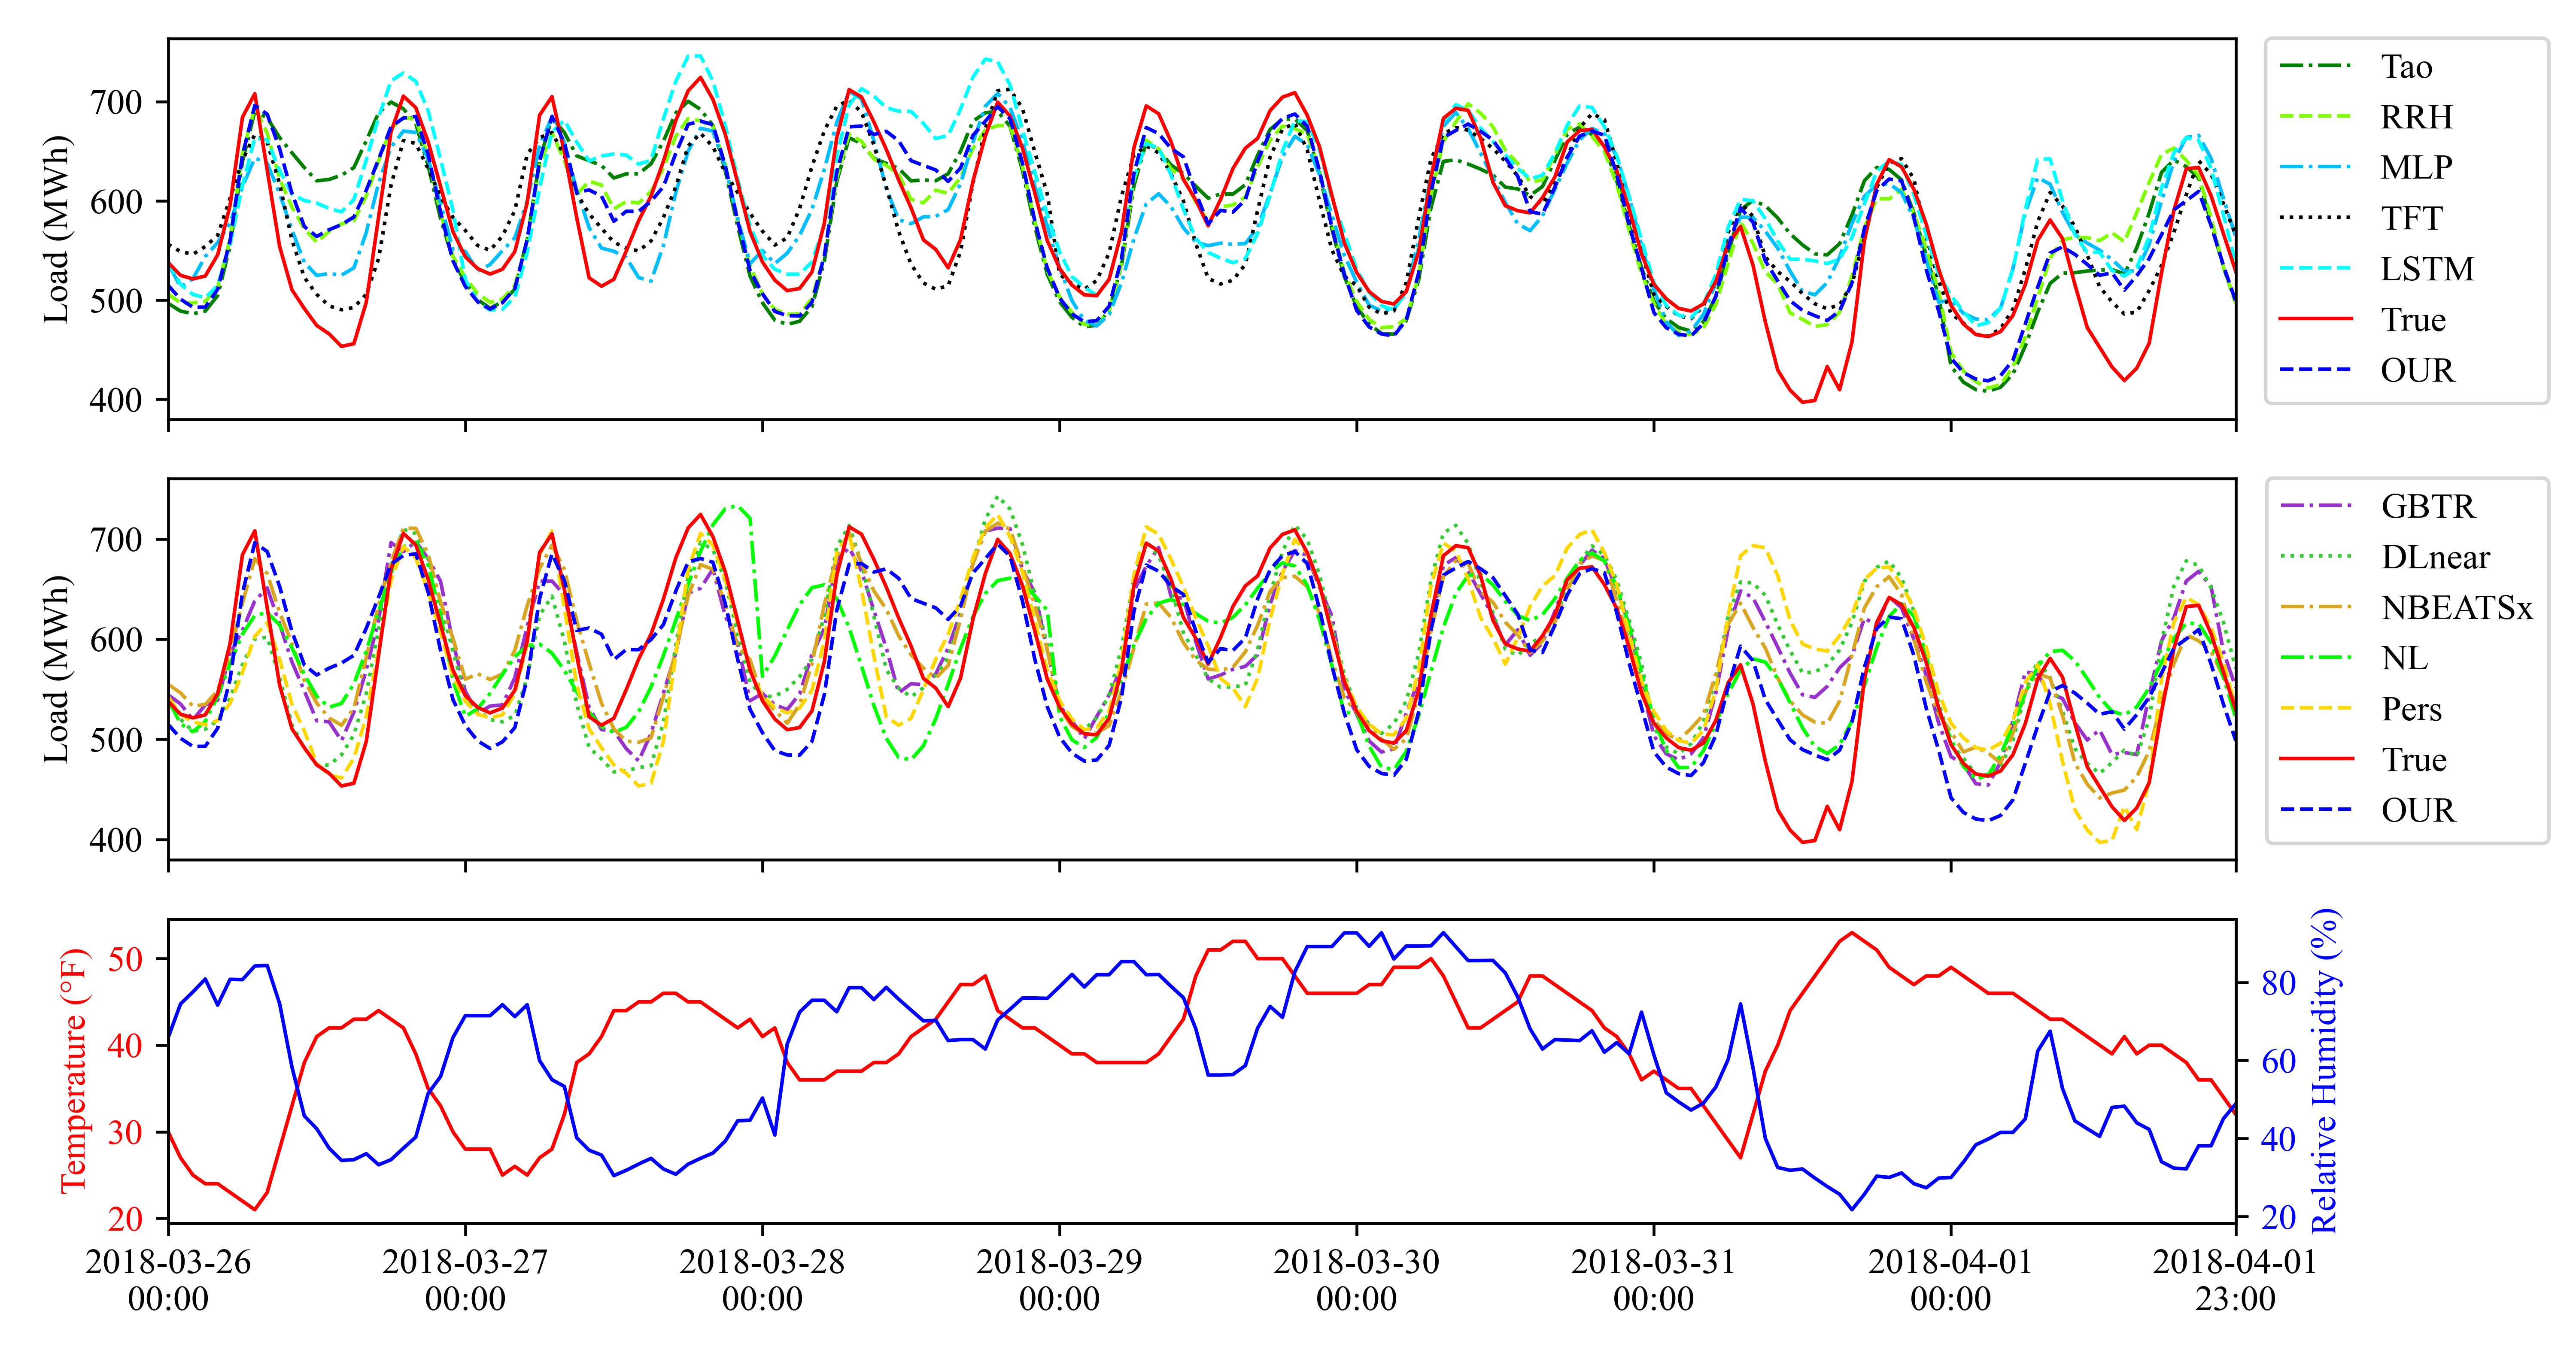 Load (MWh)
700
600
500
400
Tao
RRH
MLP
TFT
LSTM
True
OUR
Load (MWh)
700
600
500
400
GBTR
DLnear
NBEATSx
NL
Pers
True
OUR
Temperature (°F)
50
40
30
20
Relative Humidity (%)
80
60
40
20
2018-03-26 2018-03-27 2018-03-28 2018-03-29 2018-03-30 2018-03-31 2018-04-01 2018-04-01
00:00 00:00 00:00 00:00 00:00 00:00 00:00 23:00